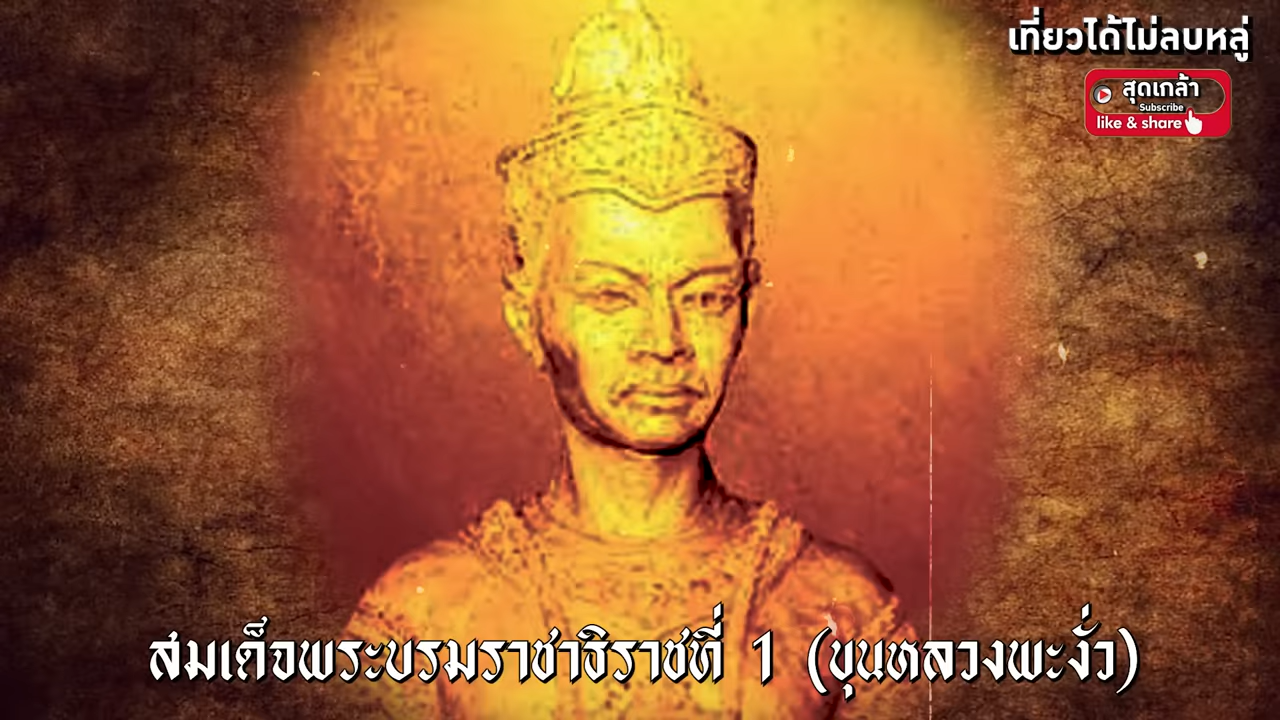 เที่ยวได้ไม่ลบหลู่
สุดเกล้า
Subscribe
like & share
สมเด็จพระบรมราชาธิราชที่ 1 (ขุนหลวงพะงั่ว)